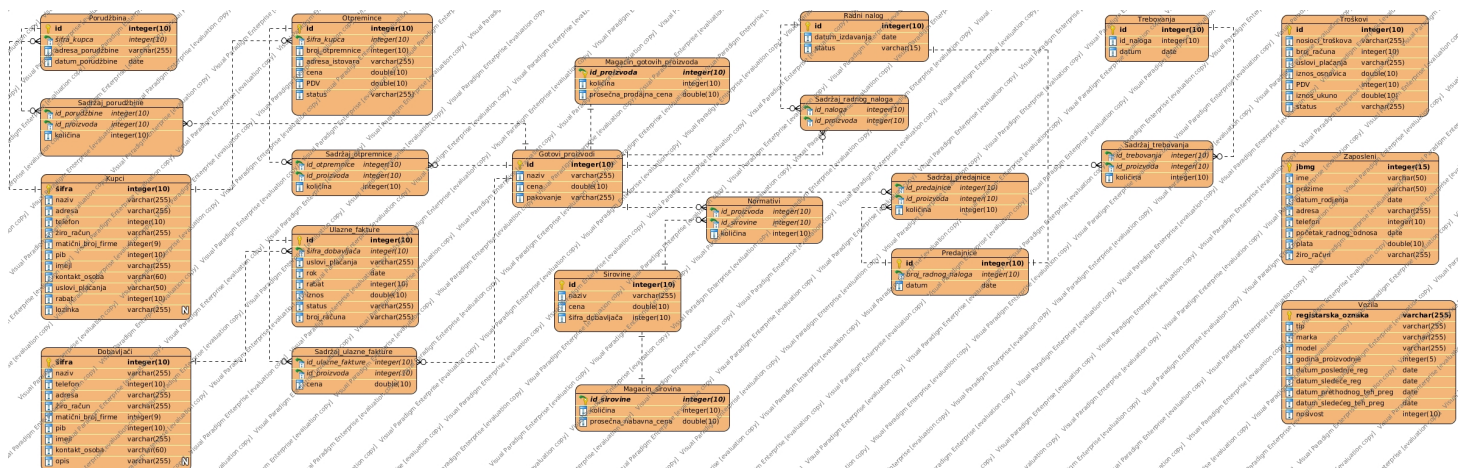 Porudžbina
id integer(10)
šifra_kupca integer(10)
adresa_porudžbine varchar(255)
datum_porudžbine date
Sadržaj_porudžbine
id_porudžbine integer(10)
id_proizvoda integer(10)
količina integer(10)
Kupci
šifra integer(10)
naziv varchar(255)
adresa varchar(255)
telefon integer(10)
žiro_račun varchar(255)
matični_broj_firme integer(9)
pib integer(10)
imejl varchar(255)
kontakt_osoba varchar(60)
uslovi_plaćanja varchar(50)
rabat integer(10)
lozinka varchar(255) N
Dobavljači
šifra integer(10)
naziv varchar(255)
telefon integer(10)
adresa varchar(255)
žiro_račun varchar(255)
matični_broj_firme integer(9)
pib integer(10)
imejl varchar(255)
kontakt_osoba varchar(60)
opis varchar(255) N
Otpremnice
id integer(10)
šifra_kupca integer(10)
broj_otpremnice integer(10)
adresa_istovara varchar(255)
cena double(10)
PDV double(10)
status varchar(255)
Sadržaj_otpremnice
id_otpremnice integer(10)
id_proizvoda integer(10)
količina integer(10)
Ulazne_fakture
id integer(10)
šifra_dobavljača integer(10)
uslovi_plaćanja varchar(255)
rok date
rabat integer(10)
iznos double(10)
status varchar(255)
broj_računa integer(10)
Sadržaj_ulazne_fakture
id_ulazne_fakture integer(10)
id_proizvoda integer(10)
cena double(10)
Magacin_gotovih_proizvoda
id_proizvoda integer(10)
količina integer(10)
prosečna_prodajna_cena double(10)
Gotovi_proizvodi
id integer(10)
naziv varchar(255)
cena double(10)
pakovanje varchar(255)
Sirovine
id integer(10)
naziv varchar(255)
cena double(10)
šifra_dobavljača integer(10)
Magacin_sirovina
id_sirovine integer(10)
količina integer(10)
prosečna_nabavna_cena double(10)
Normativi
id_proizvoda integer(10)
id_sirovine integer(10)
količina integer(10)
Radni nalog
id integer(10)
datum_izdavanja date
status varchar(15)
Sadržaj_radnog_naloga
id_naloga integer(10)
id_proizvoda integer(10)
Sadržaj_predajnice
id_predajnice integer(10)
id_proizvoda integer(10)
količina integer(10)
Predajnice
id integer(10)
broj_radnog_naloga integer(10)
datum date
Trebovanja
id integer(10)
id_naloga integer(10)
datum date
Sadržaj_trebovanja
id_trebovanja integer(10)
id_proizvoda integer(10)
količina integer(10)
Troškovi
id integer(10)
nosioci_troškova varchar(255)
broj_računa integer(10)
uslovi_plaćanja varchar(255)
iznos_osnovica double(10)
PDV integer(10)
iznos_ukuno double(10)
status varchar(255)
Zaposleni
jbmg integer(15)
ime varchar(50)
prizime varchar(50)
datum_rodjenja date
adresa varchar(255)
telefon integer(10)
početak_radnog_odnosa date
plata double(10)
žiro_račun varchar(255)
Vozila
registarska_oznska varchar(255)
tip varchar(255)
marka varchar(255)
model varchar(255)
godina_proizvodnje integer(5)
datum_poslednje_reg date
datum_sledeće_reg date
datum_prethodnog_teh_preg date
datum_sledećeg_teh_preg date
nosivost integer(10)
Visual Paradigm Enterprise [evaluation copy]